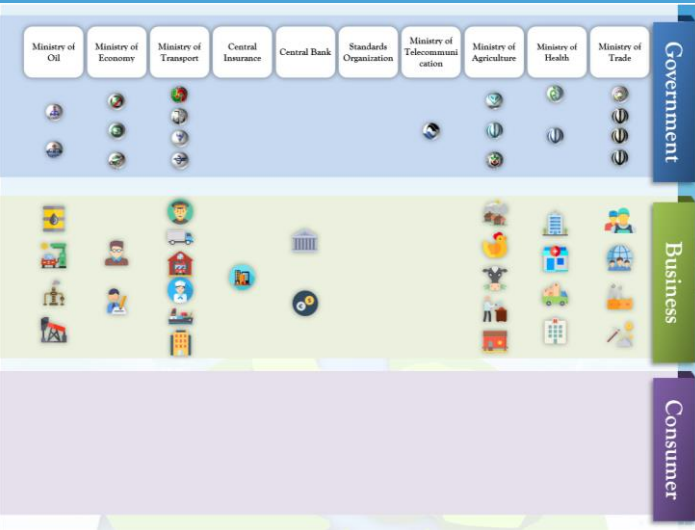 Ministry of
Oil
Ministry of
Economy
Ministry of
Transport
Central
Insurance
Central Bank
Standards
Organization
Ministry of
Telecommuni
cation
Ministry of
Agriculture
Ministry of
Health
Ministry of
Trade
Government
Business
Consumer